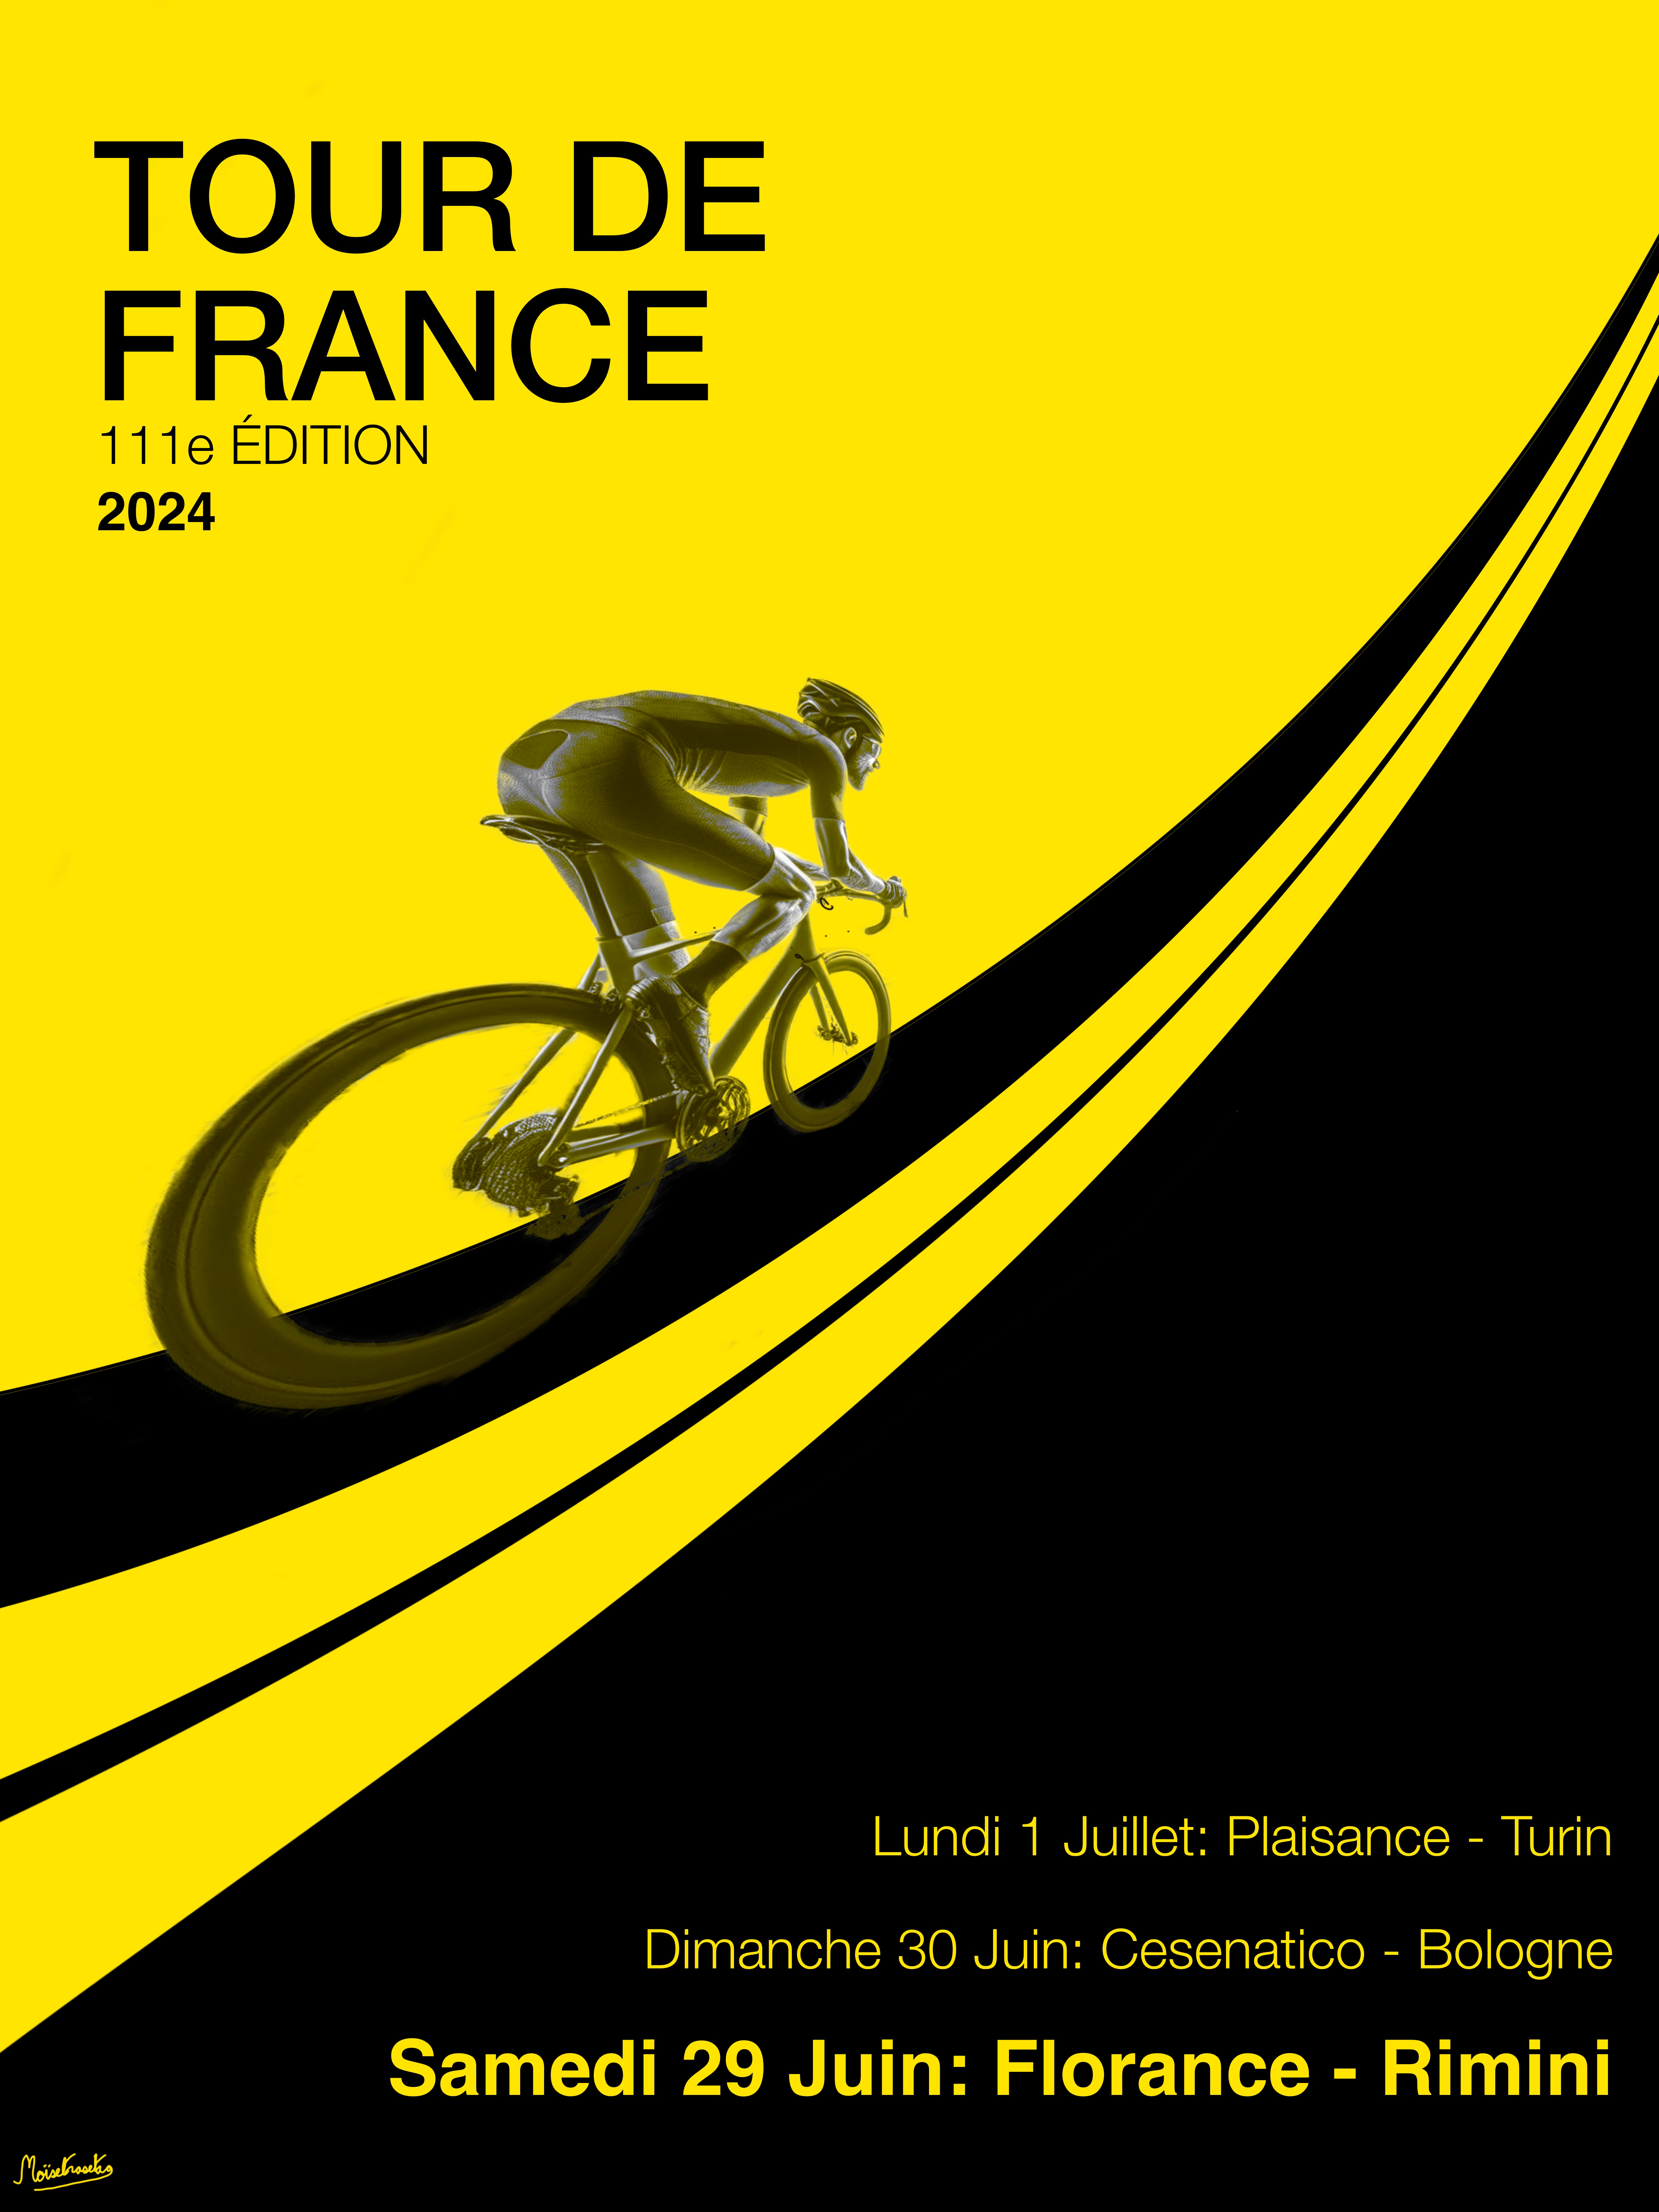 TOUR DE
FRANCE
111e ÉDITION
2024
Lundi 1 Juillet: Plaisance - Turin
Dimanche 30 Juin: Cesenatico - Bologne
Samedi 29 Juin: Florance - Rimini